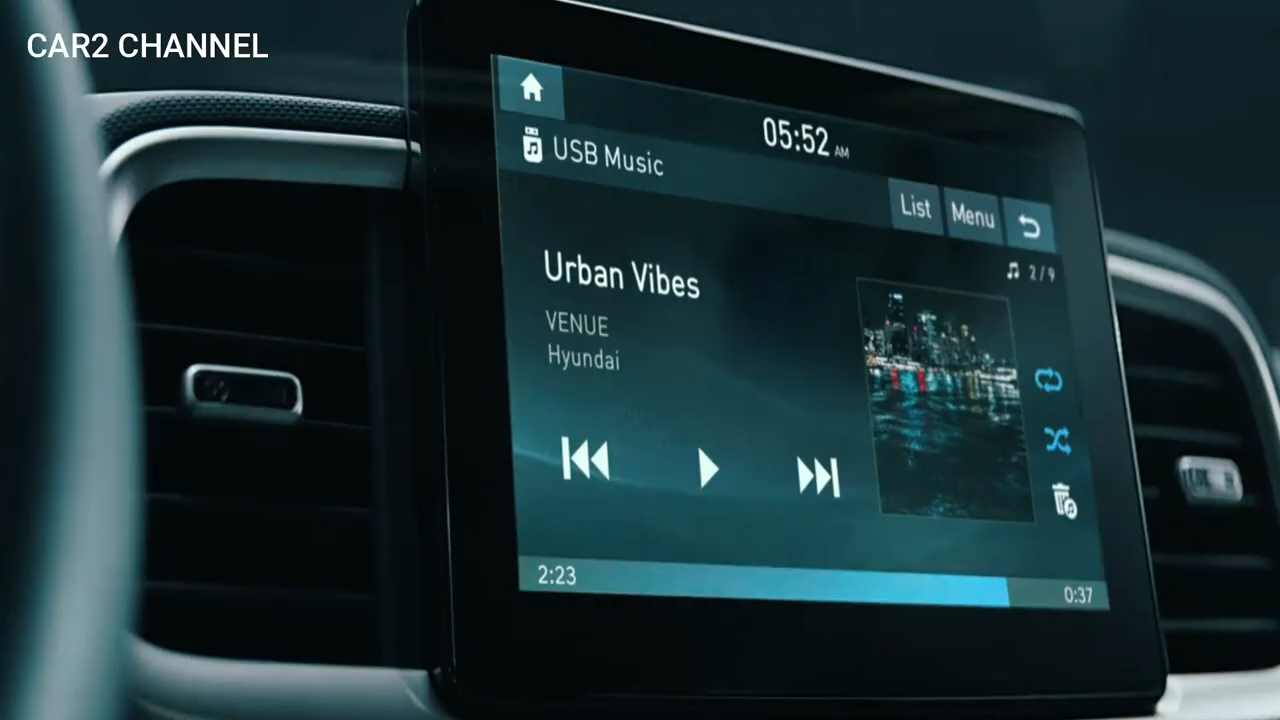 CAR2 CHANNEL
05:52 AM
USB Music
List
Menu
2/9
Urban Vibes
VENUE
Hyundai
2:23
0:37